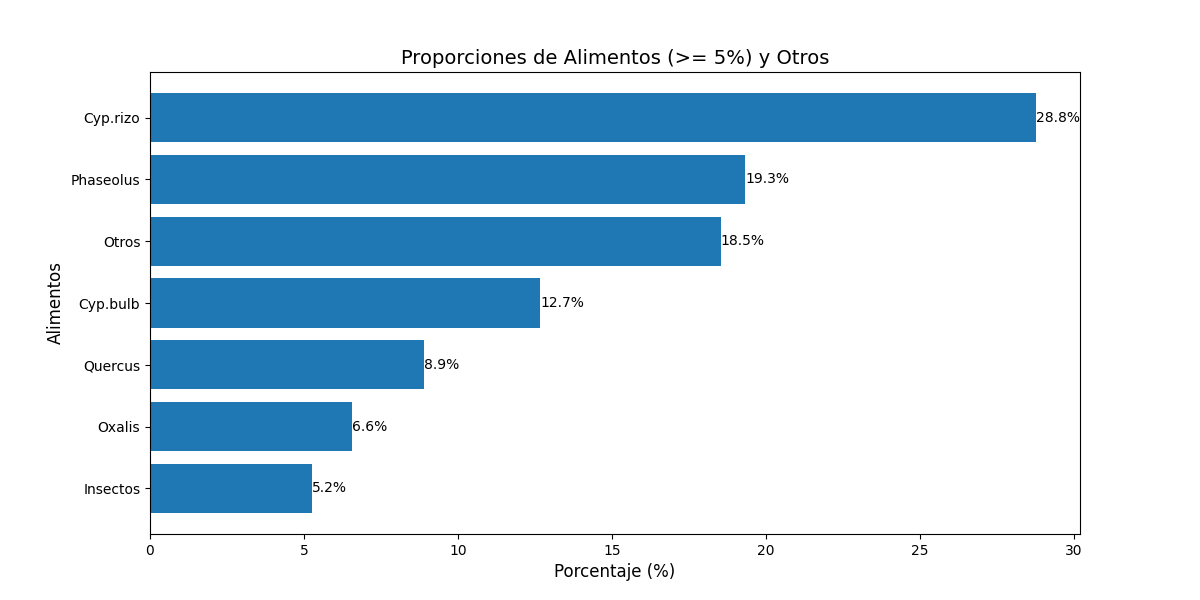 Proporciones de Alimentos (>= 5%) y Otros
Alimentos
Cyp.rizo 28.8%
Phaseolus 19.3%
Otros 18.5%
Cyp.bulb 12.7%
Quercus 8.9%
Oxalis 6.6%
Insectos 5.2%
0 5 10 15 20 25 30
Porcentaje (%)